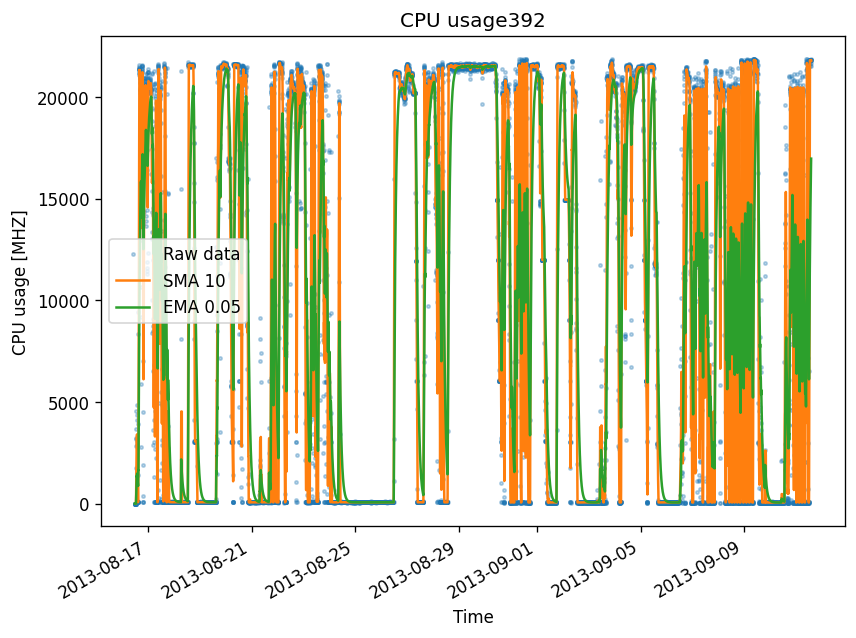 CPU usage392
CPU usage [MHZ]
20000
15000
10000
5000
0
Raw data
SMA 10
EMA 0.05
2013-08-17
2013-08-21
2013-08-25
2013-08-29
2013-09-01
2013-09-05
2013-09-09
Time